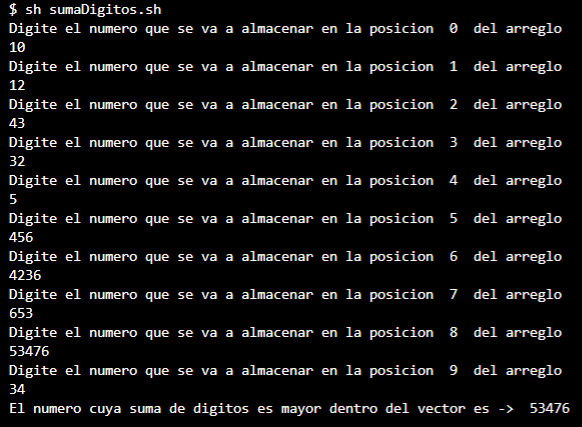 $ sh sumaDigitos.sh
Digite el numero que se va a almacenar en la posicion  0  del arreglo
10
Digite el numero que se va a almacenar en la posicion  1  del arreglo
12
Digite el numero que se va a almacenar en la posicion  2  del arreglo
43
Digite el numero que se va a almacenar en la posicion  3  del arreglo
32
Digite el numero que se va a almacenar en la posicion  4  del arreglo
5
Digite el numero que se va a almacenar en la posicion  5  del arreglo
456
Digite el numero que se va a almacenar en la posicion  6  del arreglo
4236
Digite el numero que se va a almacenar en la posicion  7  del arreglo
653
Digite el numero que se va a almacenar en la posicion  8  del arreglo
53476
Digite el numero que se va a almacenar en la posicion  9  del arreglo
34
El numero cuya suma de digitos es mayor dentro del vector es ->  53476